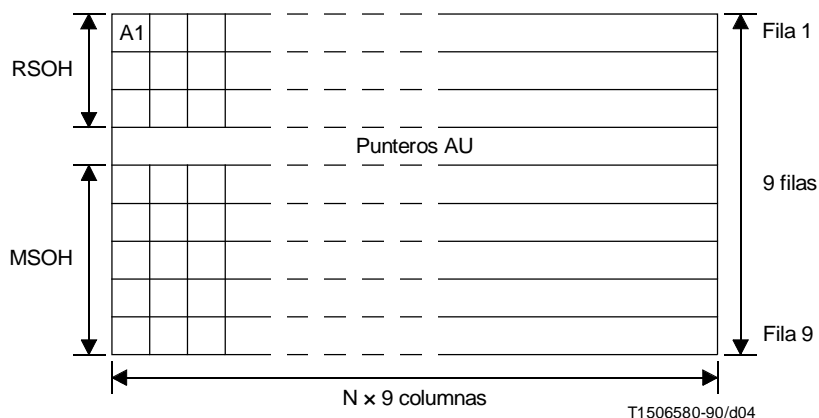 A1
Fila 1
RSOH
Punteros AU
9 filas
MSOH
Fila 9
N × 9 columnas
T1506580-90/d04